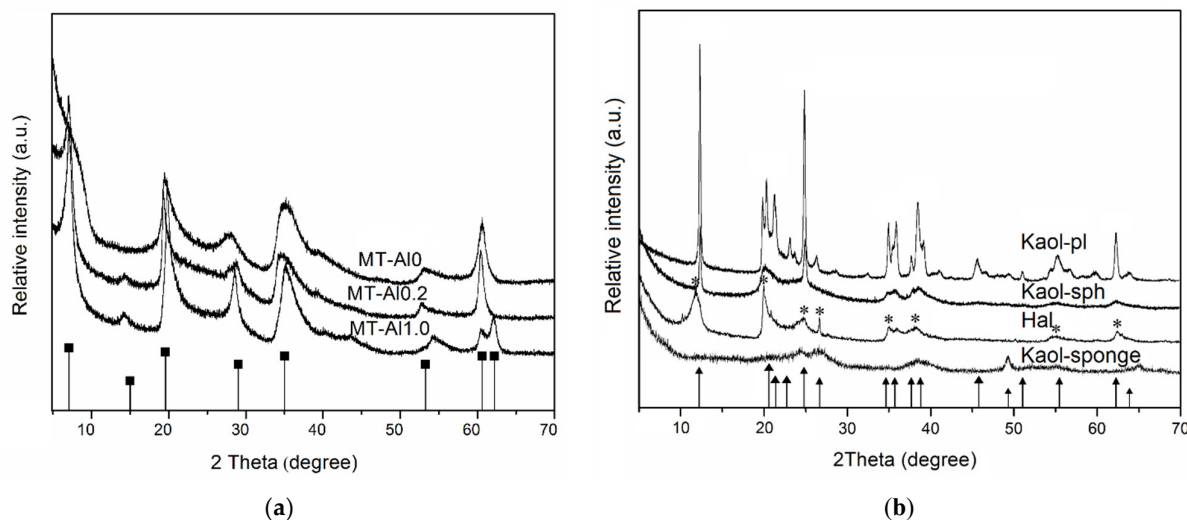 Relative intensity (a.u.)
MT-Al0
MT-Al0.2
MT-Al1.0
10 20 30 40 50 60 70
2 Theta (degree)
(a)
Relative intensity (a.u.)
Kaol-pl
Kaol-sph
* * * * * * Hal * *
Kaol-sponge
10 20 30 40 50 60 70
2Theta (degree)
(b)